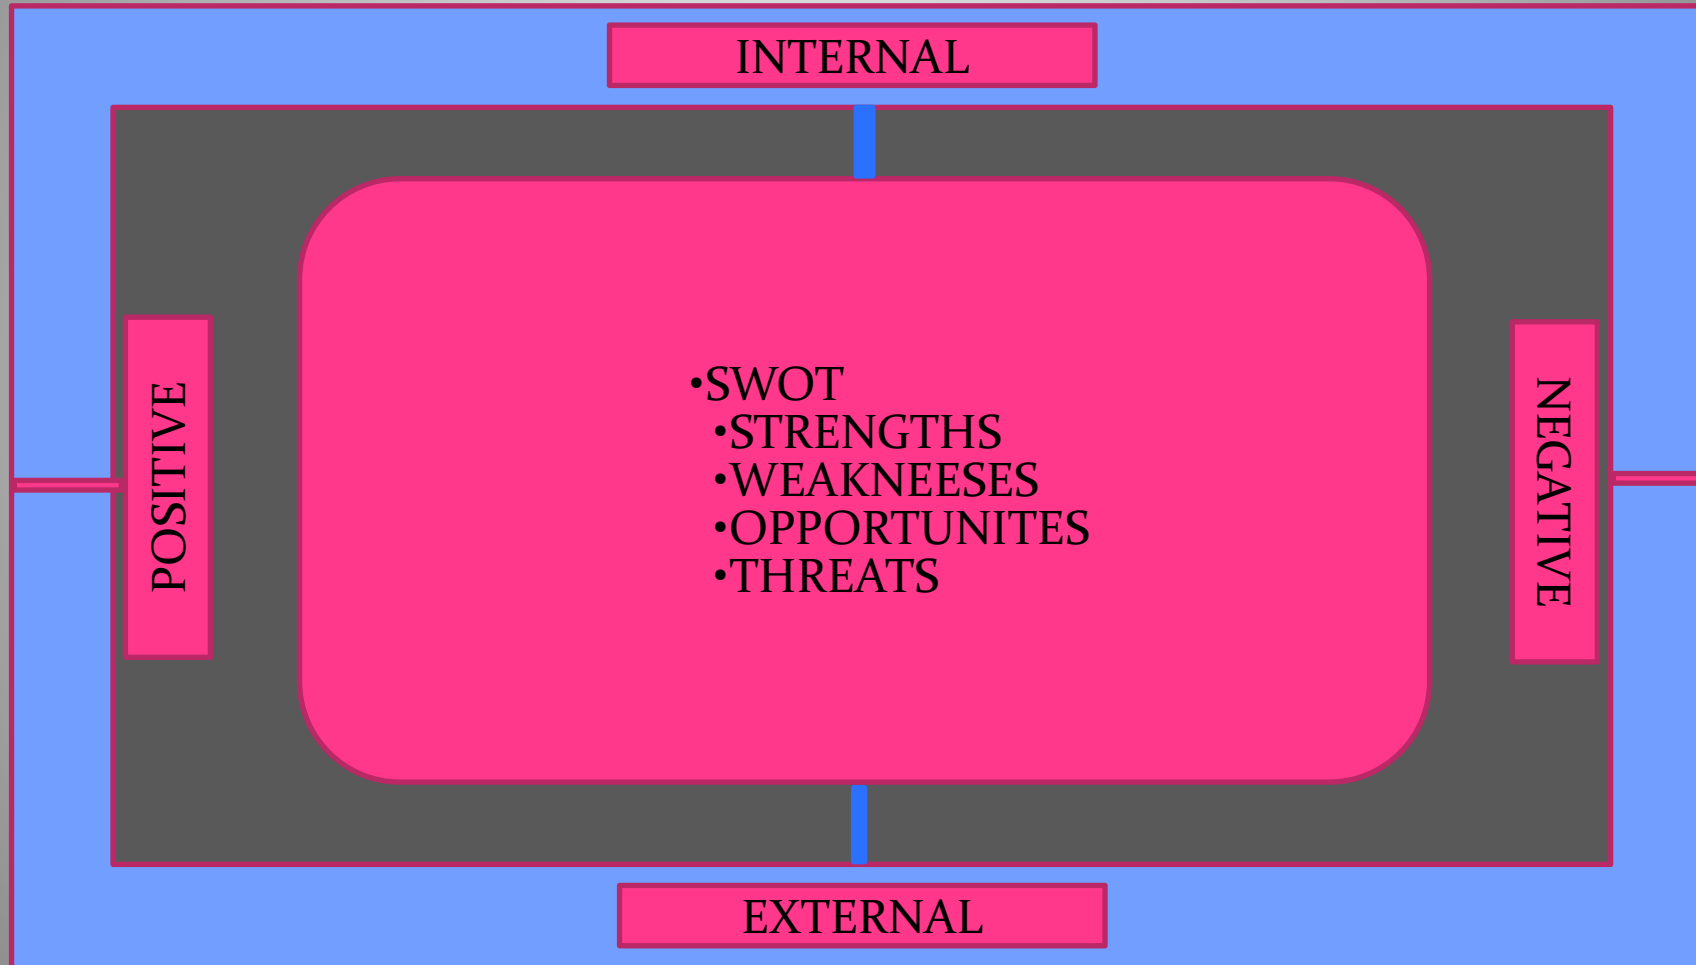 INTERNAL
POSITIVE
•SWOT
•STRENGTHS
•WEAKNEESES
•OPPORTUNITES
•THREATS
NEGATIVE
EXTERNAL